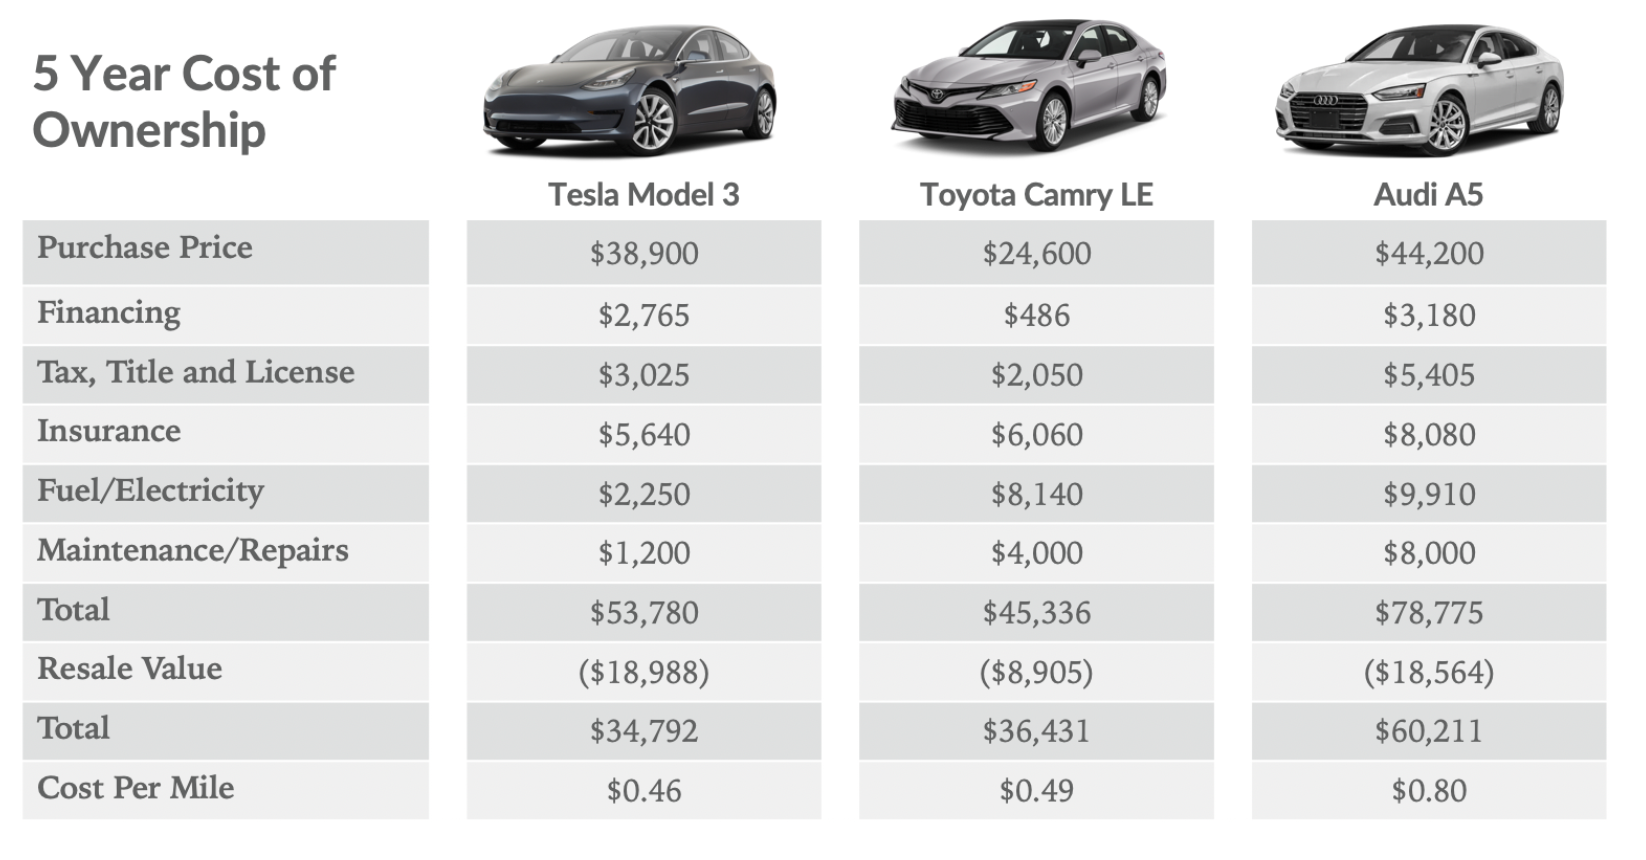 5 Year Cost of
Ownership
Tesla Model 3 Toyota Camry LE Audi A5
Purchase Price $38,900 $24,600 $44,200
Financing $2,765 $486 $3,180
Tax, Title and License $3,025 $2,050 $5,405
Insurance $5,640 $6,060 $8,080
Fuel/Electricity $2,250 $8,140 $9,910
Maintenance/Repairs $1,200 $4,000 $8,000
Total $53,780 $45,336 $78,775
Resale Value ($18,988) ($8,905) ($18,564)
Total $34,792 $36,431 $60,211
Cost Per Mile $0.46 $0.49 $0.80